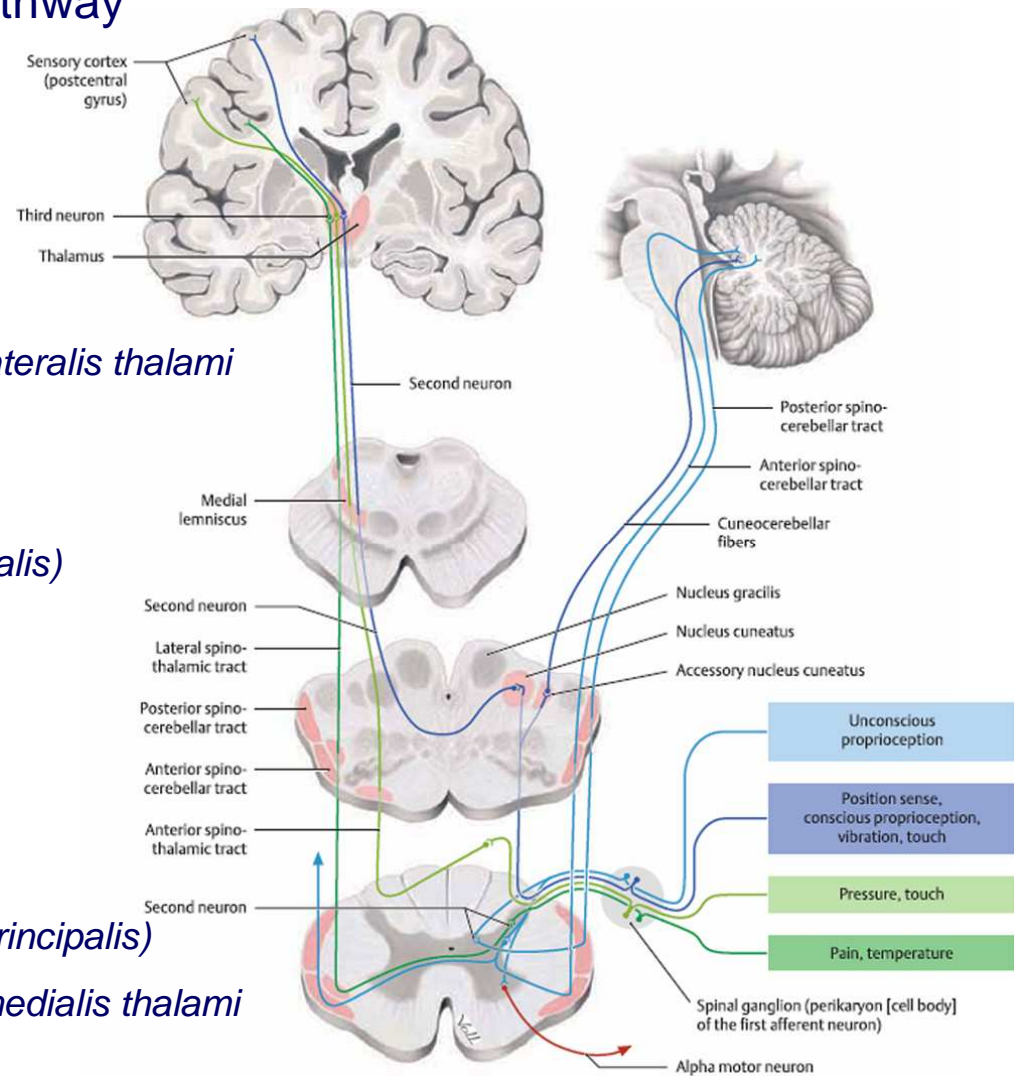 thway
Sensory cortex
(postcentral
gyrus)
Third neuron
Thalamus
ateralis thalami
Second neuron
Posterior spino-
cerebellar tract
Anterior spino-
cerebellar tract
Medial
lemniscus
Cuneocerebellar
fibers
alis)
Second neuron
Nucleus gracilis
Nucleus cuneatus
Accessory nucleus cuneatus
Lateral spino-
thalamic tract
Posterior spino-
cerebellar tract
Anterior spino-
cerebellar tract
Anterior spino-
thalamic tract
Second neuron
Unconscious
proprioception
Position sense,
conscious proprioception,
vibration, touch
Pressure, touch
Pain, temperature
rincipalis)
medialis thalami
Spinal ganglion (perikaryon [cell body]
of the first afferent neuron)
Voll
Alpha motor neuron